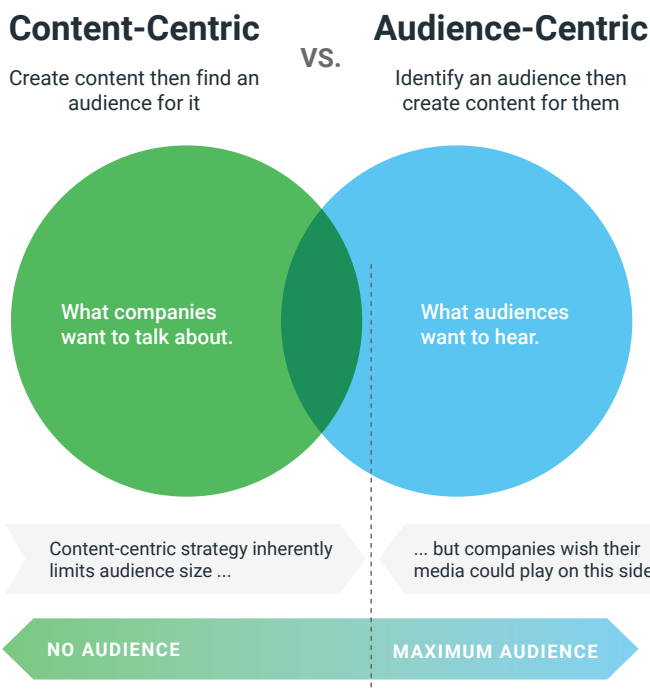 Content-Centric
VS.
Audience-Centric
Create content then find an
audience for it
Identify an audience then
create content for them
What companies
want to talk about.
What audiences
want to hear.
Content-centric strategy inherently
limits audience size ...
... but companies wish their
media could play on this side
NO AUDIENCE
MAXIMUM AUDIENCE